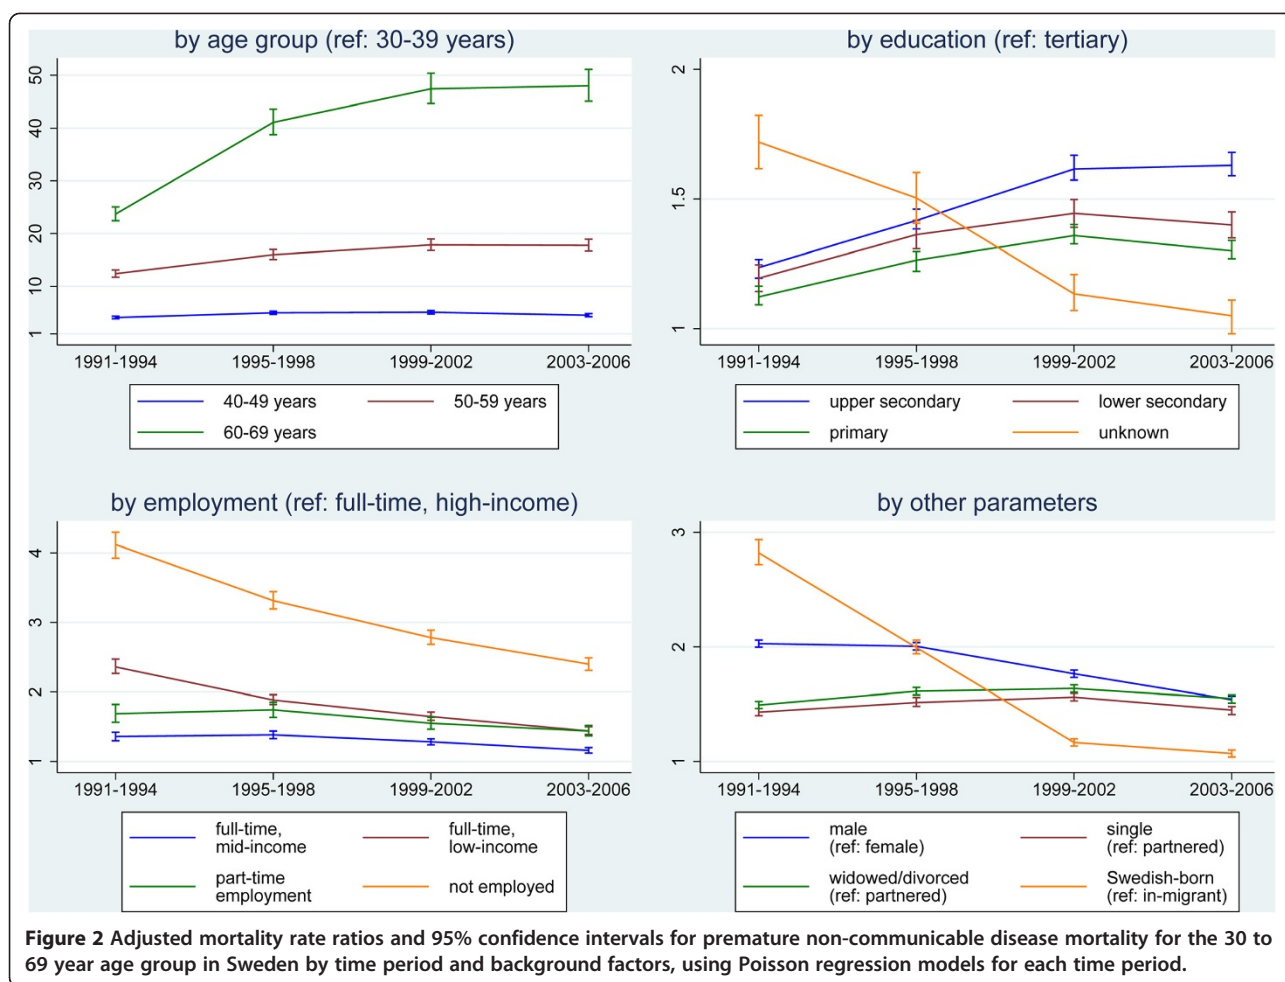 by age group (ref: 30-39 years)
50
40
30
20
10
1
1991-1994 1995-1998 1999-2002 2003-2006
40-49 years 50-59 years
60-69 years
by education (ref: tertiary)
2
1.5
1
1991-1994 1995-1998 1999-2002 2003-2006
upper secondary lower secondary
primary unknown
by employment (ref: full-time, high-income)
4
3
2
1
1991-1994 1995-1998 1999-2002 2003-2006
full-time, mid-income full-time, low-income
part-time employment not employed
by other parameters
3
2
1
1991-1994 1995-1998 1999-2002 2003-2006
male (ref: female) single (ref: partnered)
widowed/divorced (ref: partnered) Swedish-born (ref: in-migrant)
Figure 2 Adjusted mortality rate ratios and 95% confidence intervals for premature non-communicable disease mortality for the 30 to
69 year age group in Sweden by time period and background factors, using Poisson regression models for each time period.